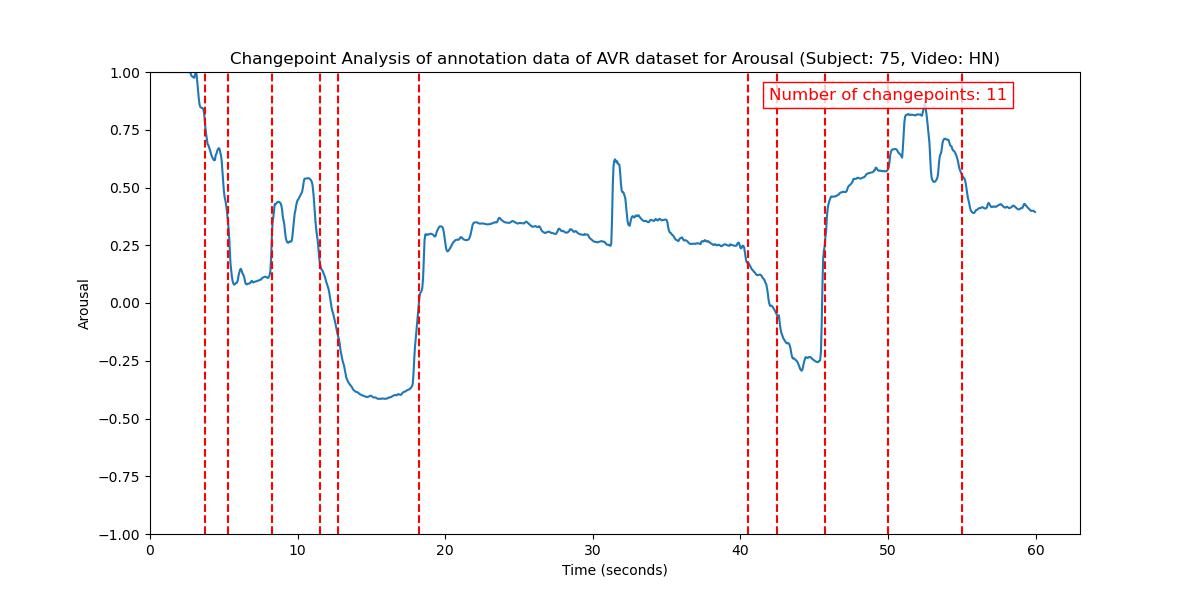 Changepoint Analysis of annotation data of AVR dataset for Arousal (Subject: 75, Video: HN)
Number of changepoints: 11
1.00
0.75
0.50
0.25
0.00
−0.25
−0.50
−0.75
−1.00
Arousal
0 10 20 30 40 50 60
Time (seconds)